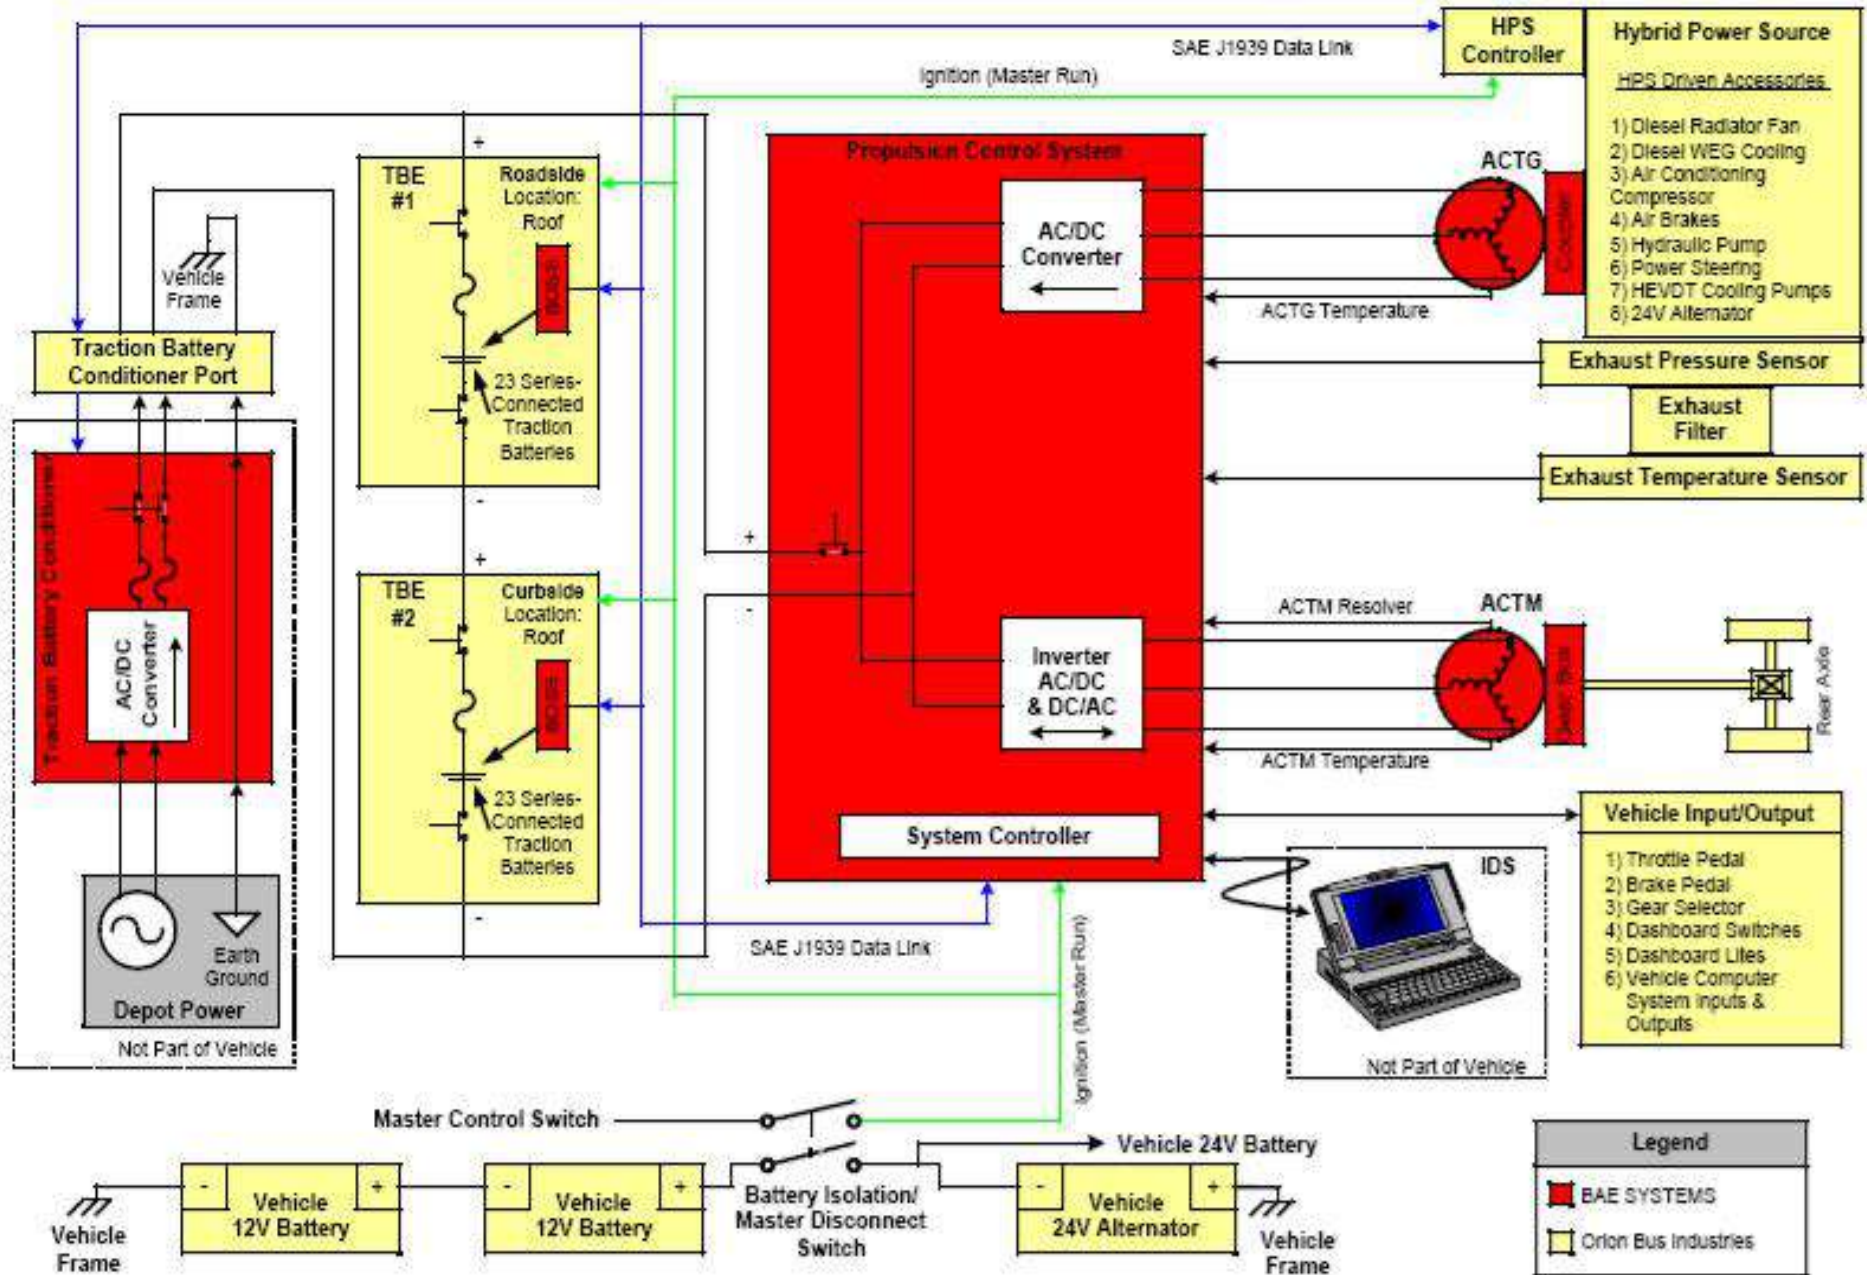 SAE J1939 Data Link
Ignition (Master Run)
HPS
Controller
Hybrid Power Source
HPS Driven Accessories
1) Diesel Radiator Fan
2) Diesel WEG Cooling
3) Air Conditioning
Compressor
4) Air Brakes
5) Hydraulic Pump
6) Power Steering
7) HEVDT Cooling Pumps
8) 24V Alternator
Exhaust Pressure Sensor
Exhaust
Filter
Exhaust Temperature Sensor
Propulsion Control System
AC/DC
Converter
ACTG
ACTG Temperature
+
TBE
#1
Roadside
Location:
Roof
23 Series-
Connected
Traction
Batteries
-
+
TBE
#2
Curbside
Location:
Roof
23 Series-
Connected
Traction
Batteries
-
Vehicle
Frame
Traction Battery
Conditioner Port
Traction Battery Conditioner
AC/DC
Converter
Earth
Ground
Depot Power
Not Part of Vehicle
+
-
Inverter
AC/DC
& DC/AC
ACTM Resolver
ACTM
Gear Box
ACTM Temperature
Rear Axle
System Controller
SAE J1939 Data Link
Ignition (Master Run)
IDS
Not Part of Vehicle
Vehicle Input/Output
1) Throttle Pedal
2) Brake Pedal
3) Gear Selector
4) Dashboard Switches
5) Dashboard Lites
6) Vehicle Computer
System Inputs &
Outputs
Master Control Switch
Vehicle 24V Battery
Battery Isolation/
Master Disconnect
Switch
Vehicle
Frame
-
+
Vehicle
12V Battery
-
+
Vehicle
12V Battery
-
+
Vehicle
24V Alternator
Vehicle
Frame
Legend
BAE SYSTEMS
Orion Bus Industries